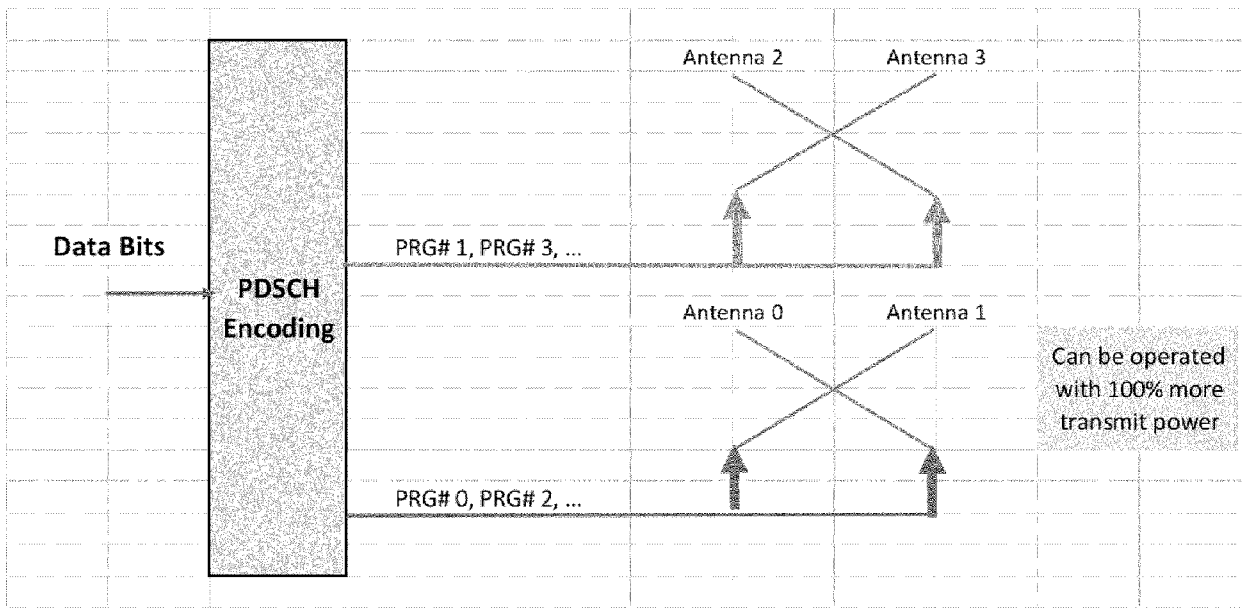 Antenna 2
Antenna 3
Data Bits
PRG# 1, PRG# 3, ...
PDSCH
Encoding
Antenna 0
Antenna 1
Can be operated
with 100% more
transmit power
PRG# 0, PRG# 2, ...